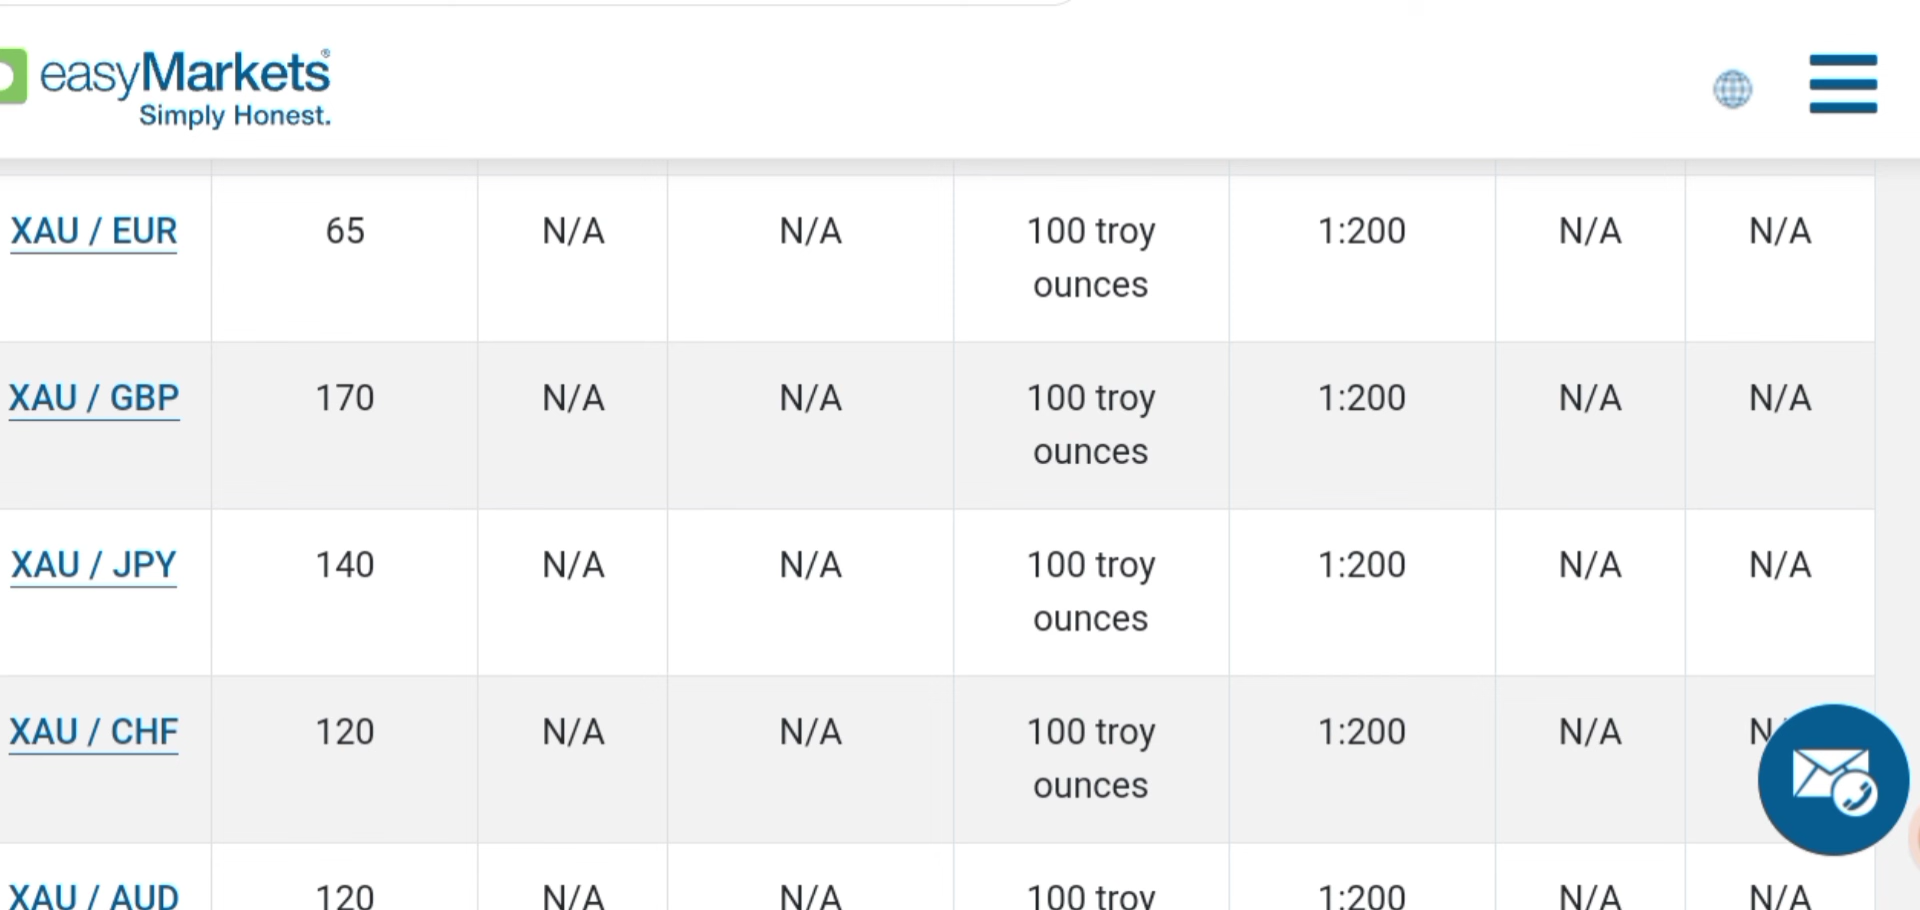 easyMarkets®
Simply Honest.
XAU / EUR 65 N/A N/A 100 troy ounces 1:200 N/A N/A
XAU / GBP 170 N/A N/A 100 troy ounces 1:200 N/A N/A
XAU / JPY 140 N/A N/A 100 troy ounces 1:200 N/A N/A
XAU / CHF 120 N/A N/A 100 troy ounces 1:200 N/A
XAU / AUD 120 N/A N/A 100 troy 1:200 N/A N/A